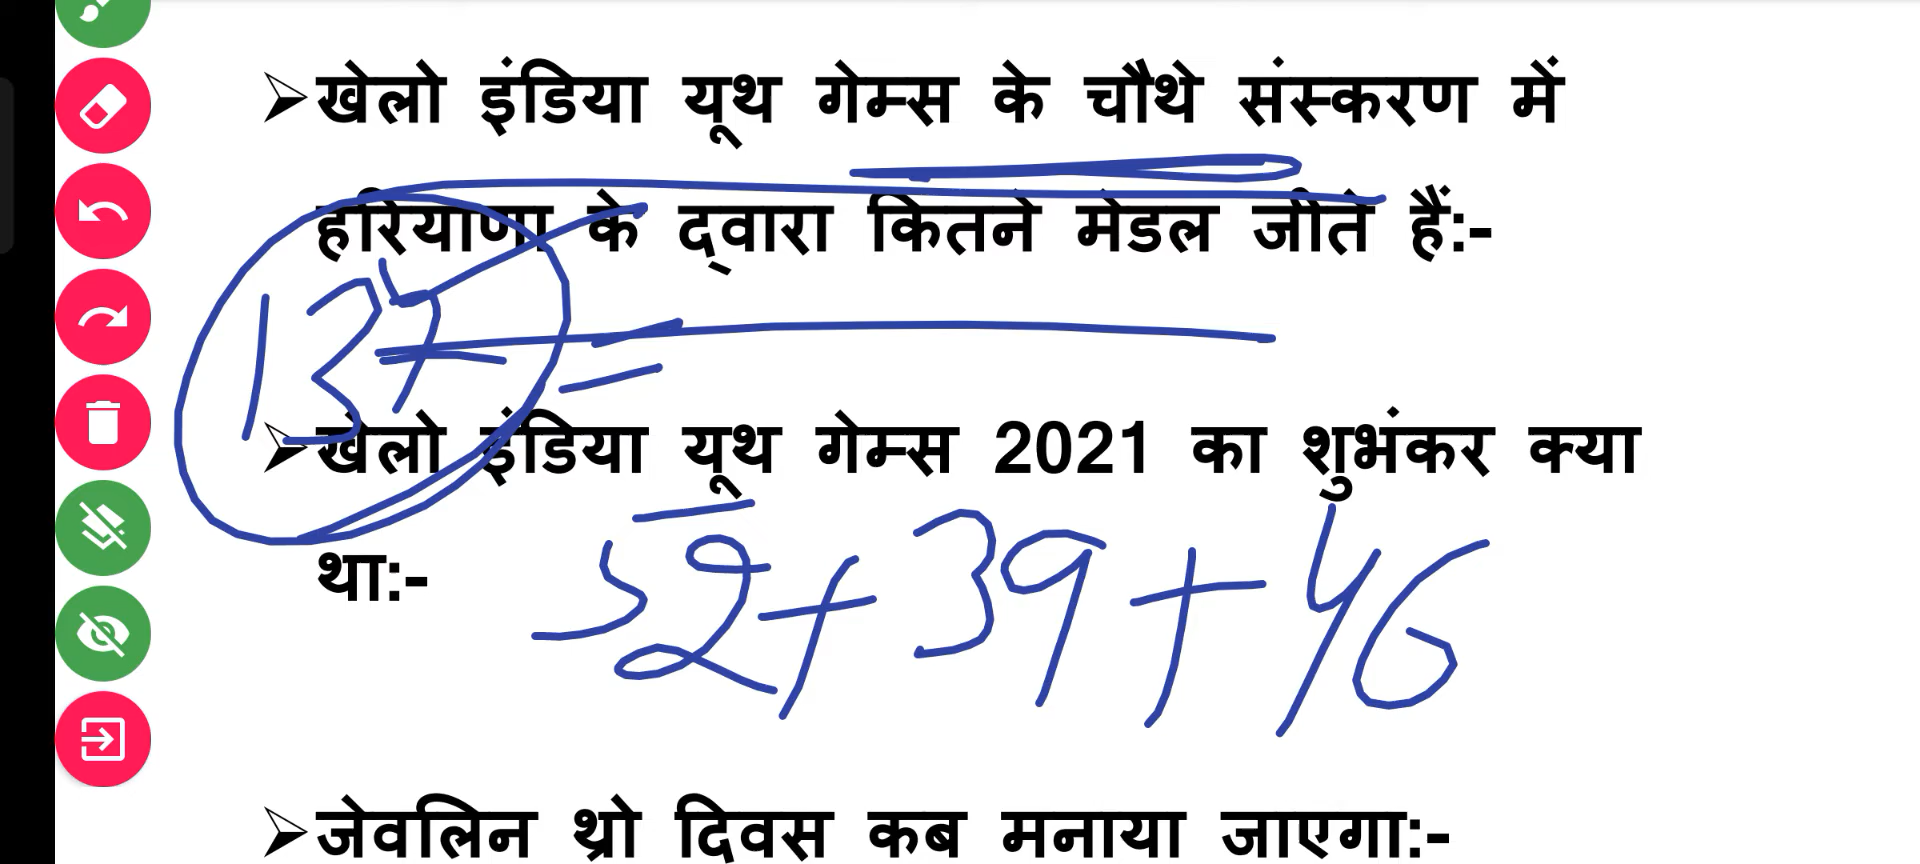 ➢खेलो इंडिया यूथ गेम्स के चौथे संस्करण में
हरियाणा के द्वारा कितने मेडल जीते हैं:-
137 =
➢खेलो इंडिया यूथ गेम्स 2021 का शुभंकर क्या
था:-
52+39+46
➢जेवलिन थ्रो दिवस कब मनाया जाएगा:-